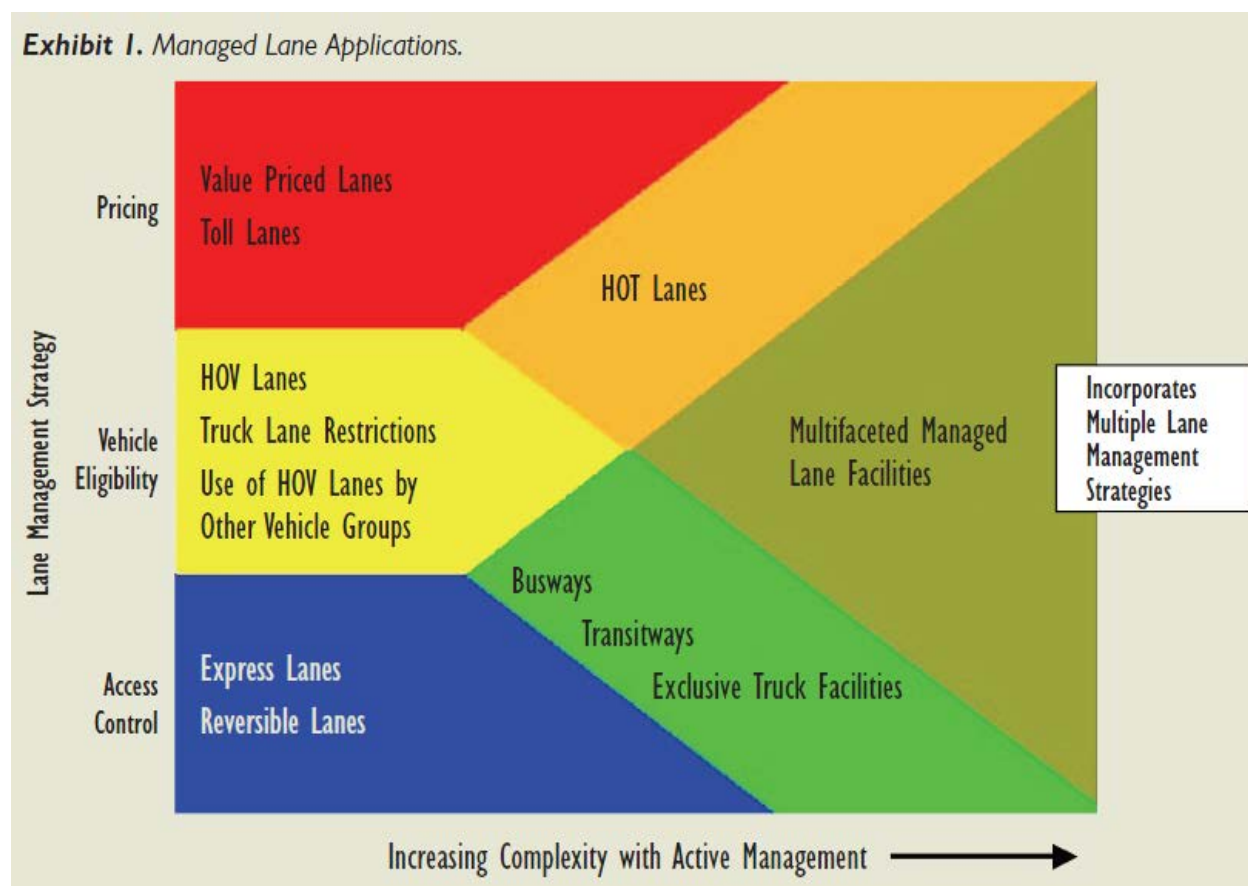 Exhibit 1. Managed Lane Applications.
Pricing
Value Priced Lanes
Toll Lanes
HOT Lanes
Lane Management Strategy
Vehicle
Eligibility
HOV Lanes
Truck Lane Restrictions
Use of HOV Lanes by
Other Vehicle Groups
Multifaceted Managed
Lane Facilities
Incorporates
Multiple Lane
Management
Strategies
Busways
Transitways
Exclusive Truck Facilities
Access
Control
Express Lanes
Reversible Lanes
Increasing Complexity with Active Management